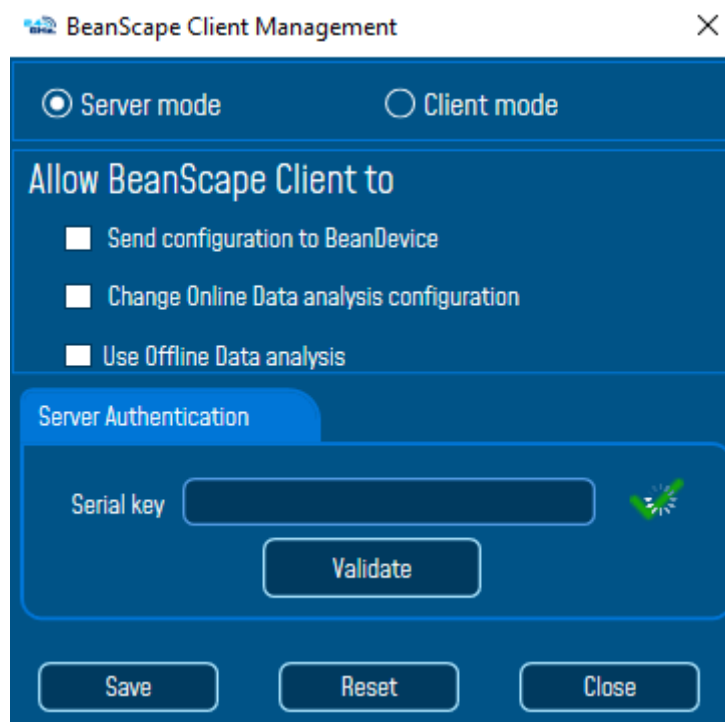 BeanScape Client Management
Server mode Client mode
Allow BeanScape Client to
Send configuration to BeanDevice
Change Online Data analysis configuration
Use Offline Data analysis
Server Authentication
Serial key
Validate
Save Reset Close